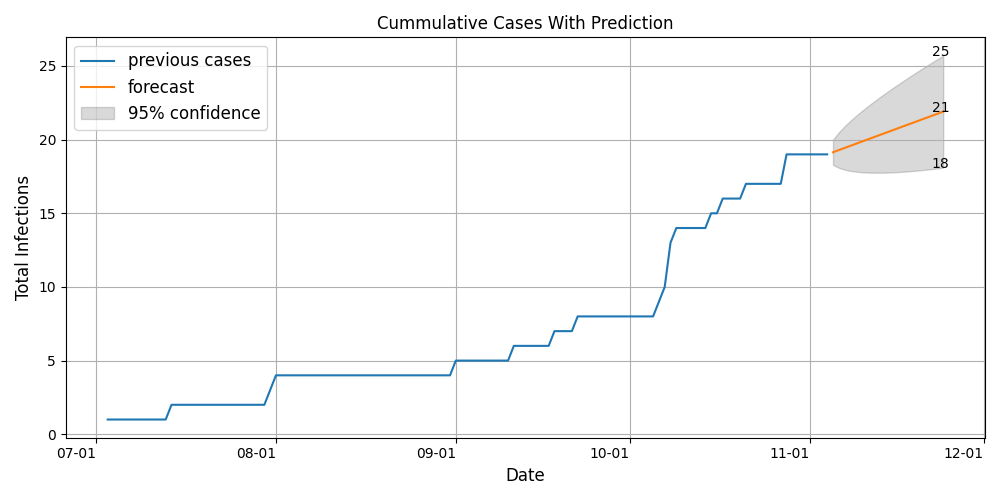 Cummulative Cases With Prediction
previous cases
forecast
95% confidence
25
21
18
25
20
15
10
5
0
Total Infections
07-01
08-01
09-01
10-01
11-01
12-01
Date